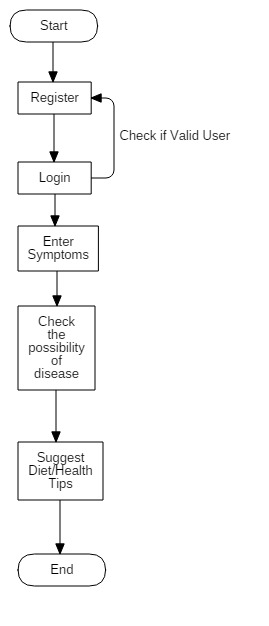 Start
Register
Check if Valid User
Login
Enter
Symptoms
Check
the
possibility
of
disease
Suggest
Diet/Health
Tips
End